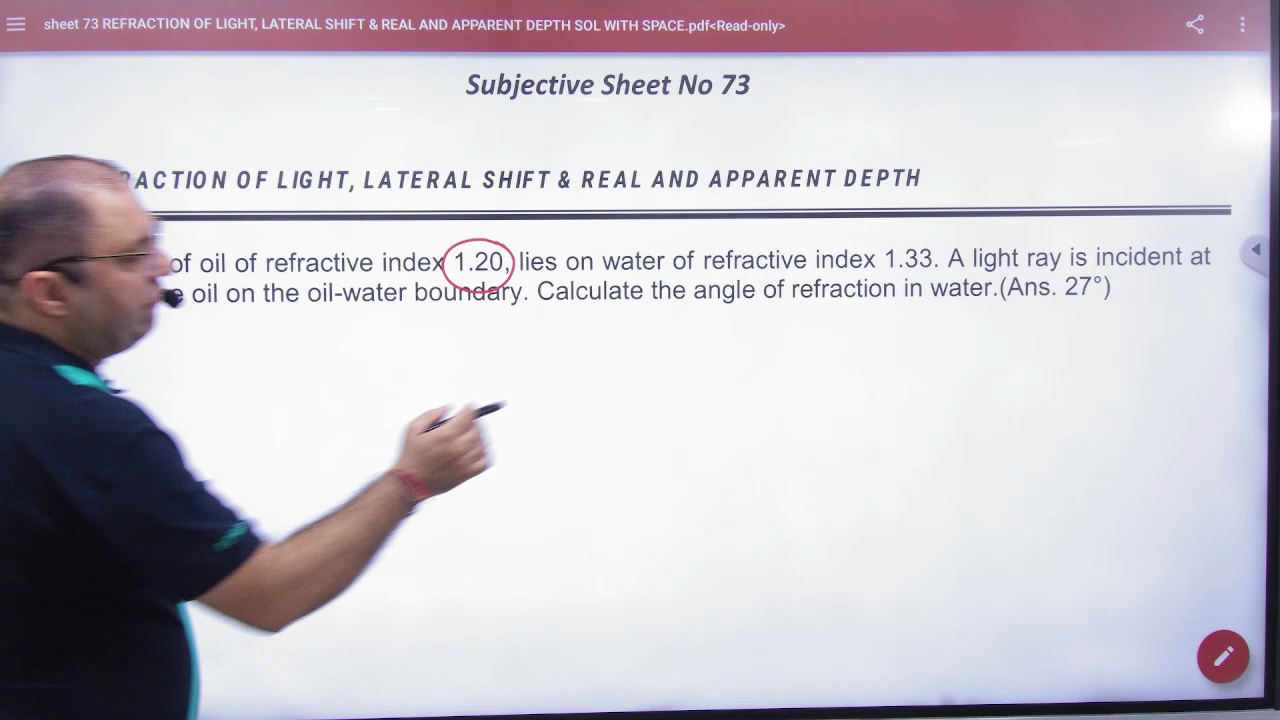 sheet 73 REFRACTION OF LIGHT, LATERAL SHIFT & REAL AND APPARENT DEPTH SOL WITH SPACE.pdf<Read-only>
Subjective Sheet No 73
RACTION OF LIGHT, LATERAL SHIFT & REAL AND APPARENT DEPTH
of oil of refractive index 1.20, lies on water of refractive index 1.33. A light ray is incident at
oil on the oil-water boundary. Calculate the angle of refraction in water.(Ans. 27°)